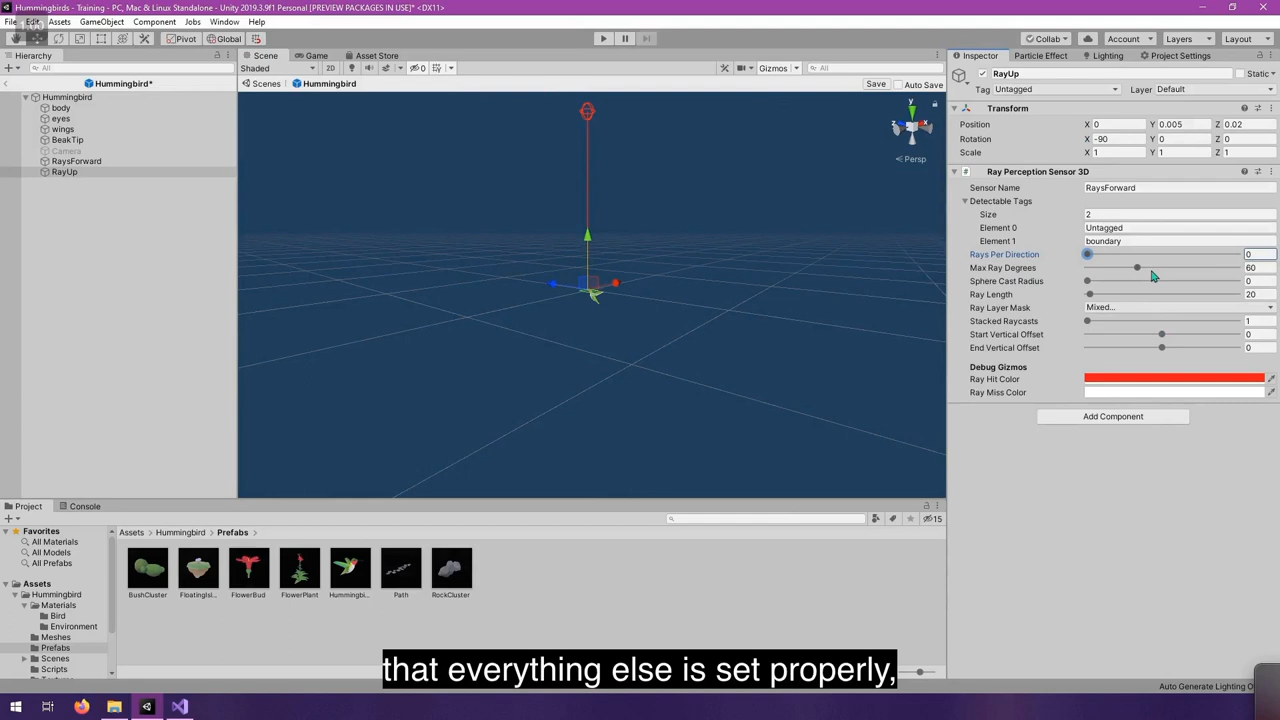 Hummingbirds - Training - PC, Mac & Linux Standalone - Unity 2019.3.9f1 Personal [PREVIEW PACKAGES IN USE]* <DX11>
File Edit Assets GameObject Component Jobs Window Help
Pivot Global Collab Account Layers Layout
Hierarchy
All
Hummingbird*
Hummingbird
body
eyes
wings
BeakTip
Camera
RaysForward
RayUp
Scene Game Asset Store
Shaded 2D 0 Gizmos All
Scenes Hummingbird Save Auto Save
y
z x
Persp
Inspector Particle Effect Lighting Project Settings
RayUp Static
Tag Untagged Layer Default
Transform
Position X 0 Y 0.005 Z 0.02
Rotation X -90 Y 0 Z 0
Scale X 1 Y 1 Z 1
# Ray Perception Sensor 3D
Sensor Name RaysForward
Detectable Tags
Size 2
Element 0 Untagged
Element 1 boundary
Rays Per Direction 0
Max Ray Degrees 60
Sphere Cast Radius 0
Ray Length 20
Ray Layer Mask Mixed...
Stacked Raycasts 1
Start Vertical Offset 0
End Vertical Offset 0
Debug Gizmos
Ray Hit Color
Ray Miss Color
Add Component
Project Console
15
Favorites
All Materials
All Models
All Prefabs
Assets
Hummingbird
Materials
Bird
Environment
Meshes
Prefabs
Scenes
Scripts
Assets > Hummingbird > Prefabs >
BushCluster FloatingIsl... FlowerBud FlowerPlant Hummingbi... Path RockCluster
that everything else is set properly,
Auto Generate Lighting O